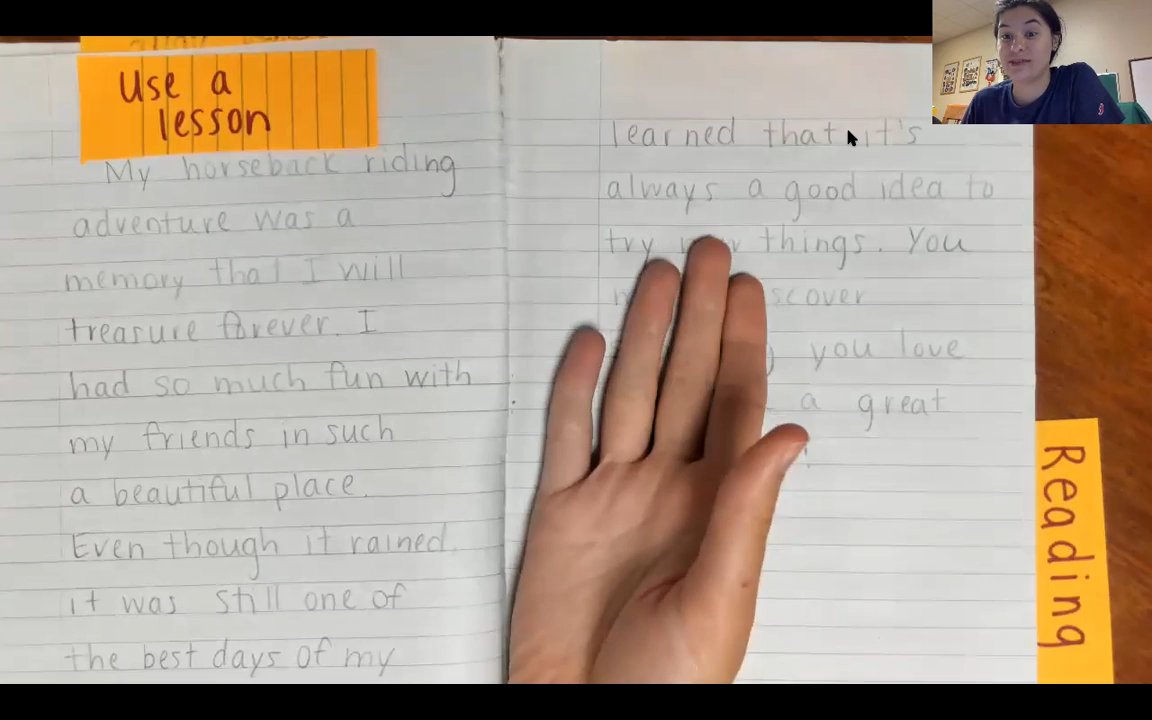 Use a
lesson
My horseback riding
adventure was a
memory that I will
treasure forever. I
had so much fun with
my friends in such
a beautiful place.
Even though it rained
it was still one of
the best days of my
learned that it's
always a good idea to
try new things. You
you love
a great
Reading